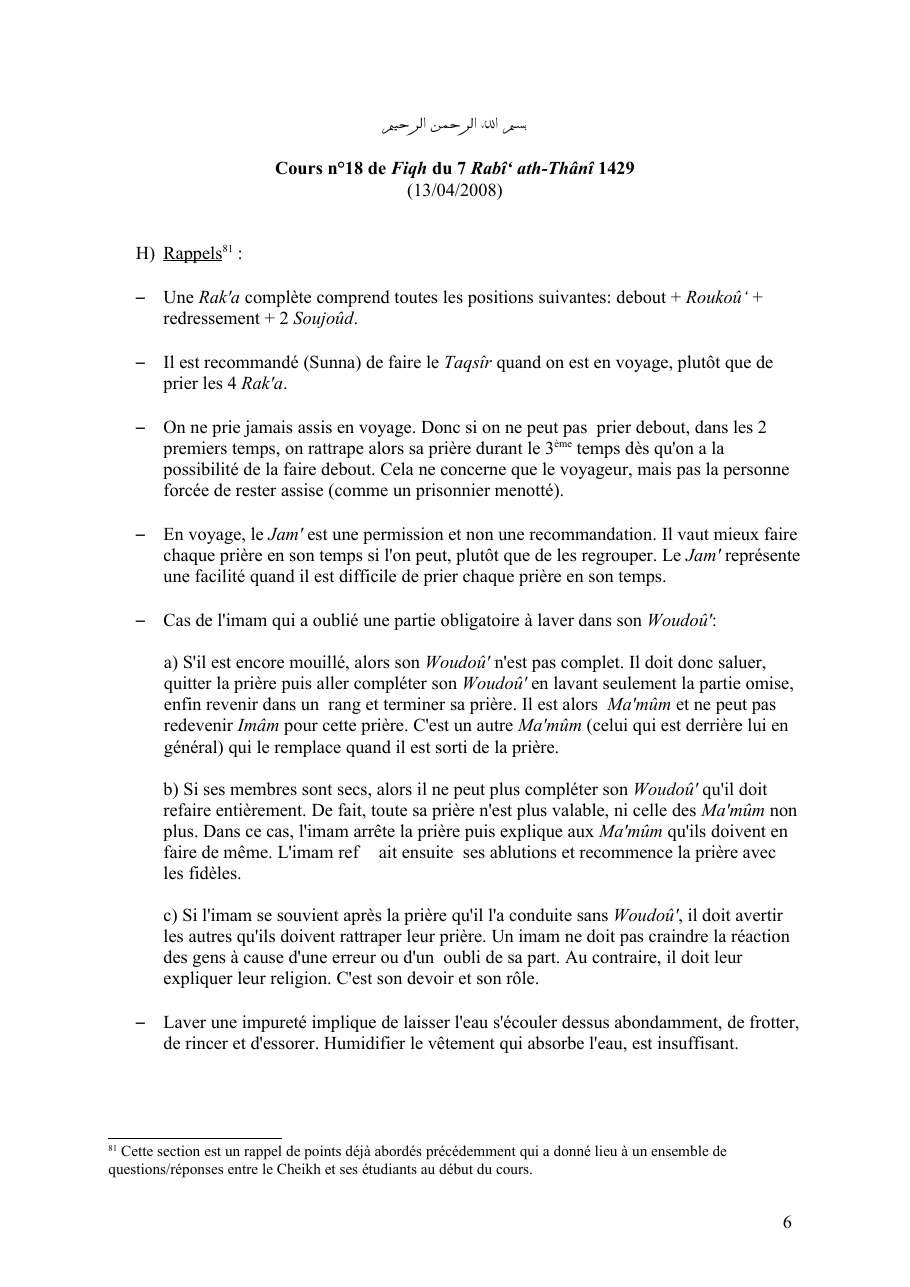 بسم الله الرحمن الرحيم
Cours n°18 de Fiqh du 7 Rabî‘ ath-Thânî 1429
(13/04/2008)
H) Rappels81 :
– Une Rak'a complète comprend toutes les positions suivantes: debout + Roukoû‘ +
redressement + 2 Soujoûd.
– Il est recommandé (Sunna) de faire le Taqsîr quand on est en voyage, plutôt que de
prier les 4 Rak'a.
– On ne prie jamais assis en voyage. Donc si on ne peut pas prier debout, dans les 2
premiers temps, on rattrape alors sa prière durant le 3ème temps dès qu'on a la
possibilité de la faire debout. Cela ne concerne que le voyageur, mais pas la personne
forcée de rester assise (comme un prisonnier menotté).
– En voyage, le Jam' est une permission et non une recommandation. Il vaut mieux faire
chaque prière en son temps si l'on peut, plutôt que de les regrouper. Le Jam' représente
une facilité quand il est difficile de prier chaque prière en son temps.
– Cas de l'imam qui a oublié une partie obligatoire à laver dans son Woudoû':
a) S'il est encore mouillé, alors son Woudoû' n'est pas complet. Il doit donc saluer,
quitter la prière puis aller compléter son Woudoû' en lavant seulement la partie omise,
enfin revenir dans un rang et terminer sa prière. Il est alors Ma'mûm et ne peut pas
redevenir Imâm pour cette prière. C'est un autre Ma'mûm (celui qui est derrière lui en
général) qui le remplace quand il est sorti de la prière.
b) Si ses membres sont secs, alors il ne peut plus compléter son Woudoû' qu'il doit
refaire entièrement. De fait, toute sa prière n'est plus valable, ni celle des Ma'mûm non
plus. Dans ce cas, l'imam arrête la prière puis explique aux Ma'mûm qu'ils doivent en
faire de même. L'imam ref ait ensuite ses ablutions et recommence la prière avec
les fidèles.
c) Si l'imam se souvient après la prière qu'il l'a conduite sans Woudoû', il doit avertir
les autres qu'ils doivent rattraper leur prière. Un imam ne doit pas craindre la réaction
des gens à cause d'une erreur ou d'un oubli de sa part. Au contraire, il doit leur
expliquer leur religion. C'est son devoir et son rôle.
– Laver une impureté implique de laisser l'eau s'écouler dessus abondamment, de frotter,
de rincer et d'essorer. Humidifier le vêtement qui absorbe l'eau, est insuffisant.
81 Cette section est un rappel de points déjà abordés précédemment qui a donné lieu à un ensemble de
questions/réponses entre le Cheikh et ses étudiants au début du cours.
6